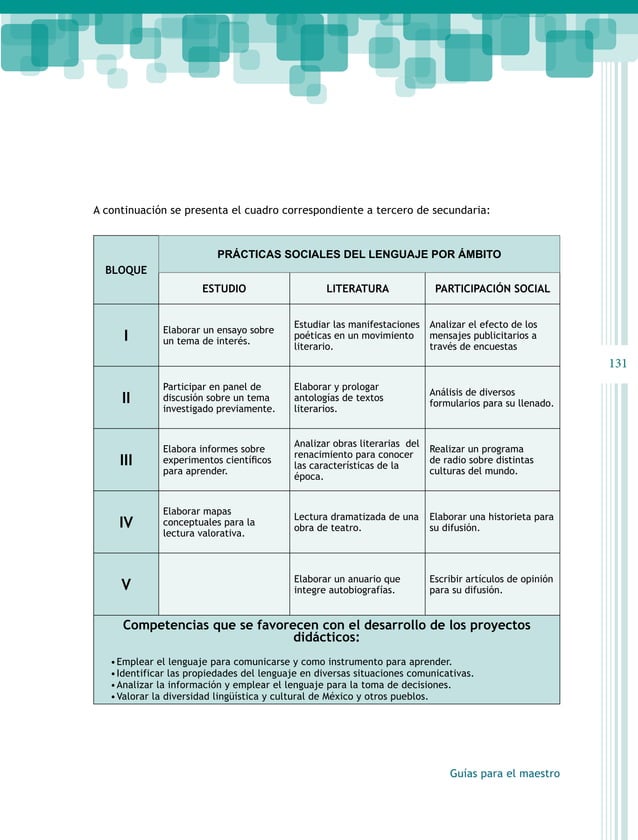 A continuación se presenta el cuadro correspondiente a tercero de secundaria:
BLOQUE
PRÁCTICAS SOCIALES DEL LENGUAJE POR ÁMBITO
ESTUDIO
LITERATURA
PARTICIPACIÓN SOCIAL
I
Elaborar un ensayo sobre
un tema de interés.
Estudiar las manifestaciones
poéticas en un movimiento
literario.
Analizar el efecto de los
mensajes publicitarios a
través de encuestas
131
II
Participar en panel de
discusión sobre un tema
investigado previamente.
Elaborar y prologar
antologías de textos
literarios.
Análisis de diversos
formularios para su llenado.
III
Elabora informes sobre
experimentos científicos
para aprender.
Analizar obras literarias del
renacimiento para conocer
las características de la
época.
Realizar un programa
de radio sobre distintas
culturas del mundo.
IV
Elaborar mapas
conceptuales para la
lectura valorativa.
Lectura dramatizada de una
obra de teatro.
Elaborar una historieta para
su difusión.
V
Elaborar un anuario que
integre autobiografías.
Escribir artículos de opinión
para su difusión.
Competencias que se favorecen con el desarrollo de los proyectos
didácticos:
•Emplear el lenguaje para comunicarse y como instrumento para aprender.
•Identificar las propiedades del lenguaje en diversas situaciones comunicativas.
•Analizar la información y emplear el lenguaje para la toma de decisiones.
•Valorar la diversidad lingüística y cultural de México y otros pueblos.
Guías para el maestro